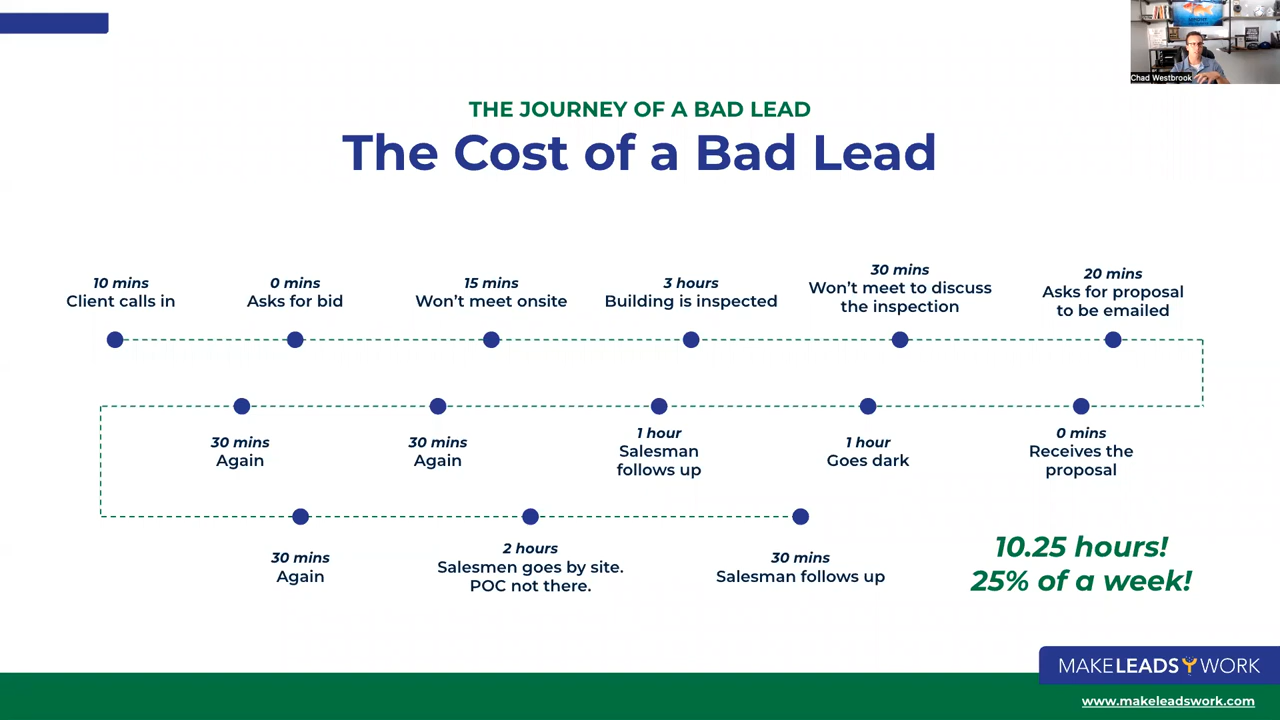 Chad Westbrook
THE JOURNEY OF A BAD LEAD
The Cost of a Bad Lead
10 mins
Client calls in
0 mins
Asks for bid
15 mins
Won't meet onsite
3 hours
Building is inspected
30 mins
Won't meet to discuss
the inspection
20 mins
Asks for proposal
to be emailed
0 mins
Receives the
proposal
1 hour
Goes dark
1 hour
Salesman
follows up
30 mins
Again
30 mins
Again
30 mins
Again
2 hours
Salesmen goes by site.
POC not there.
30 mins
Salesman follows up
10.25 hours!
25% of a week!
MAKELEADSWORK
www.makeleadswork.com